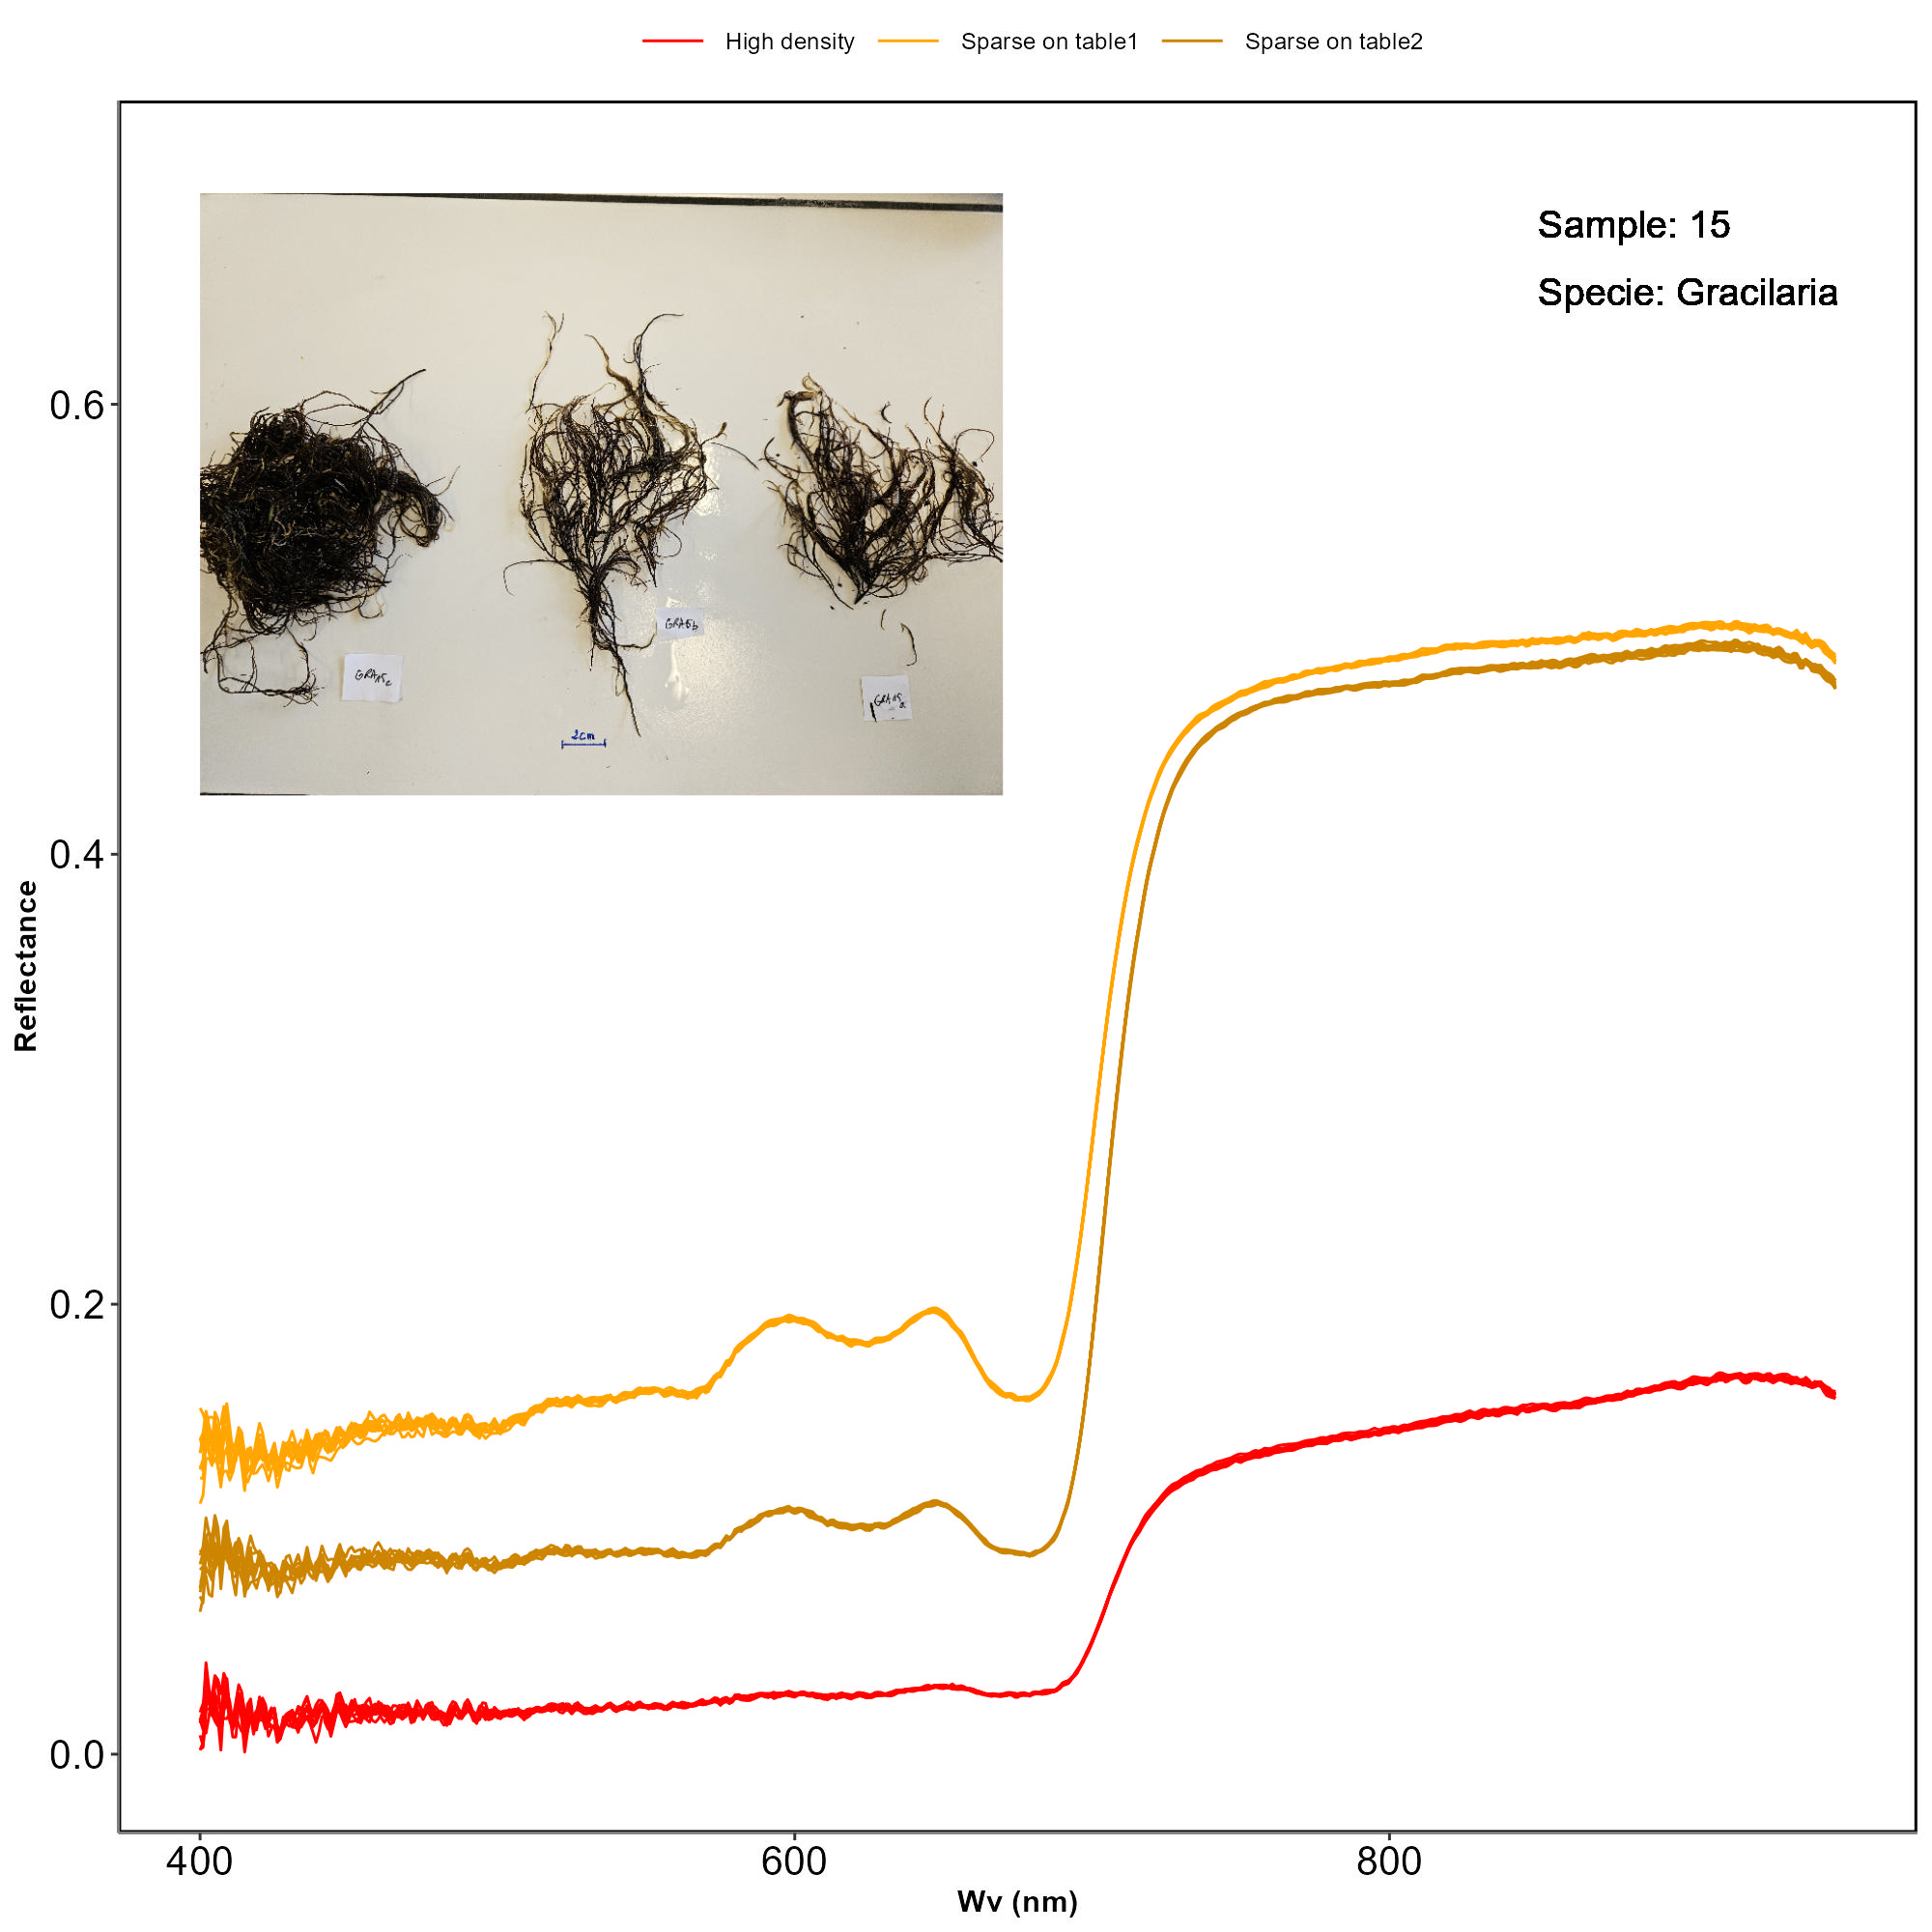 High density Sparse on table1 Sparse on table2
Sample: 15
Specie: Gracilaria
0.6
0.4
0.2
0.0
Reflectance
GRA15c
2cm
400 600 800
Wv (nm)